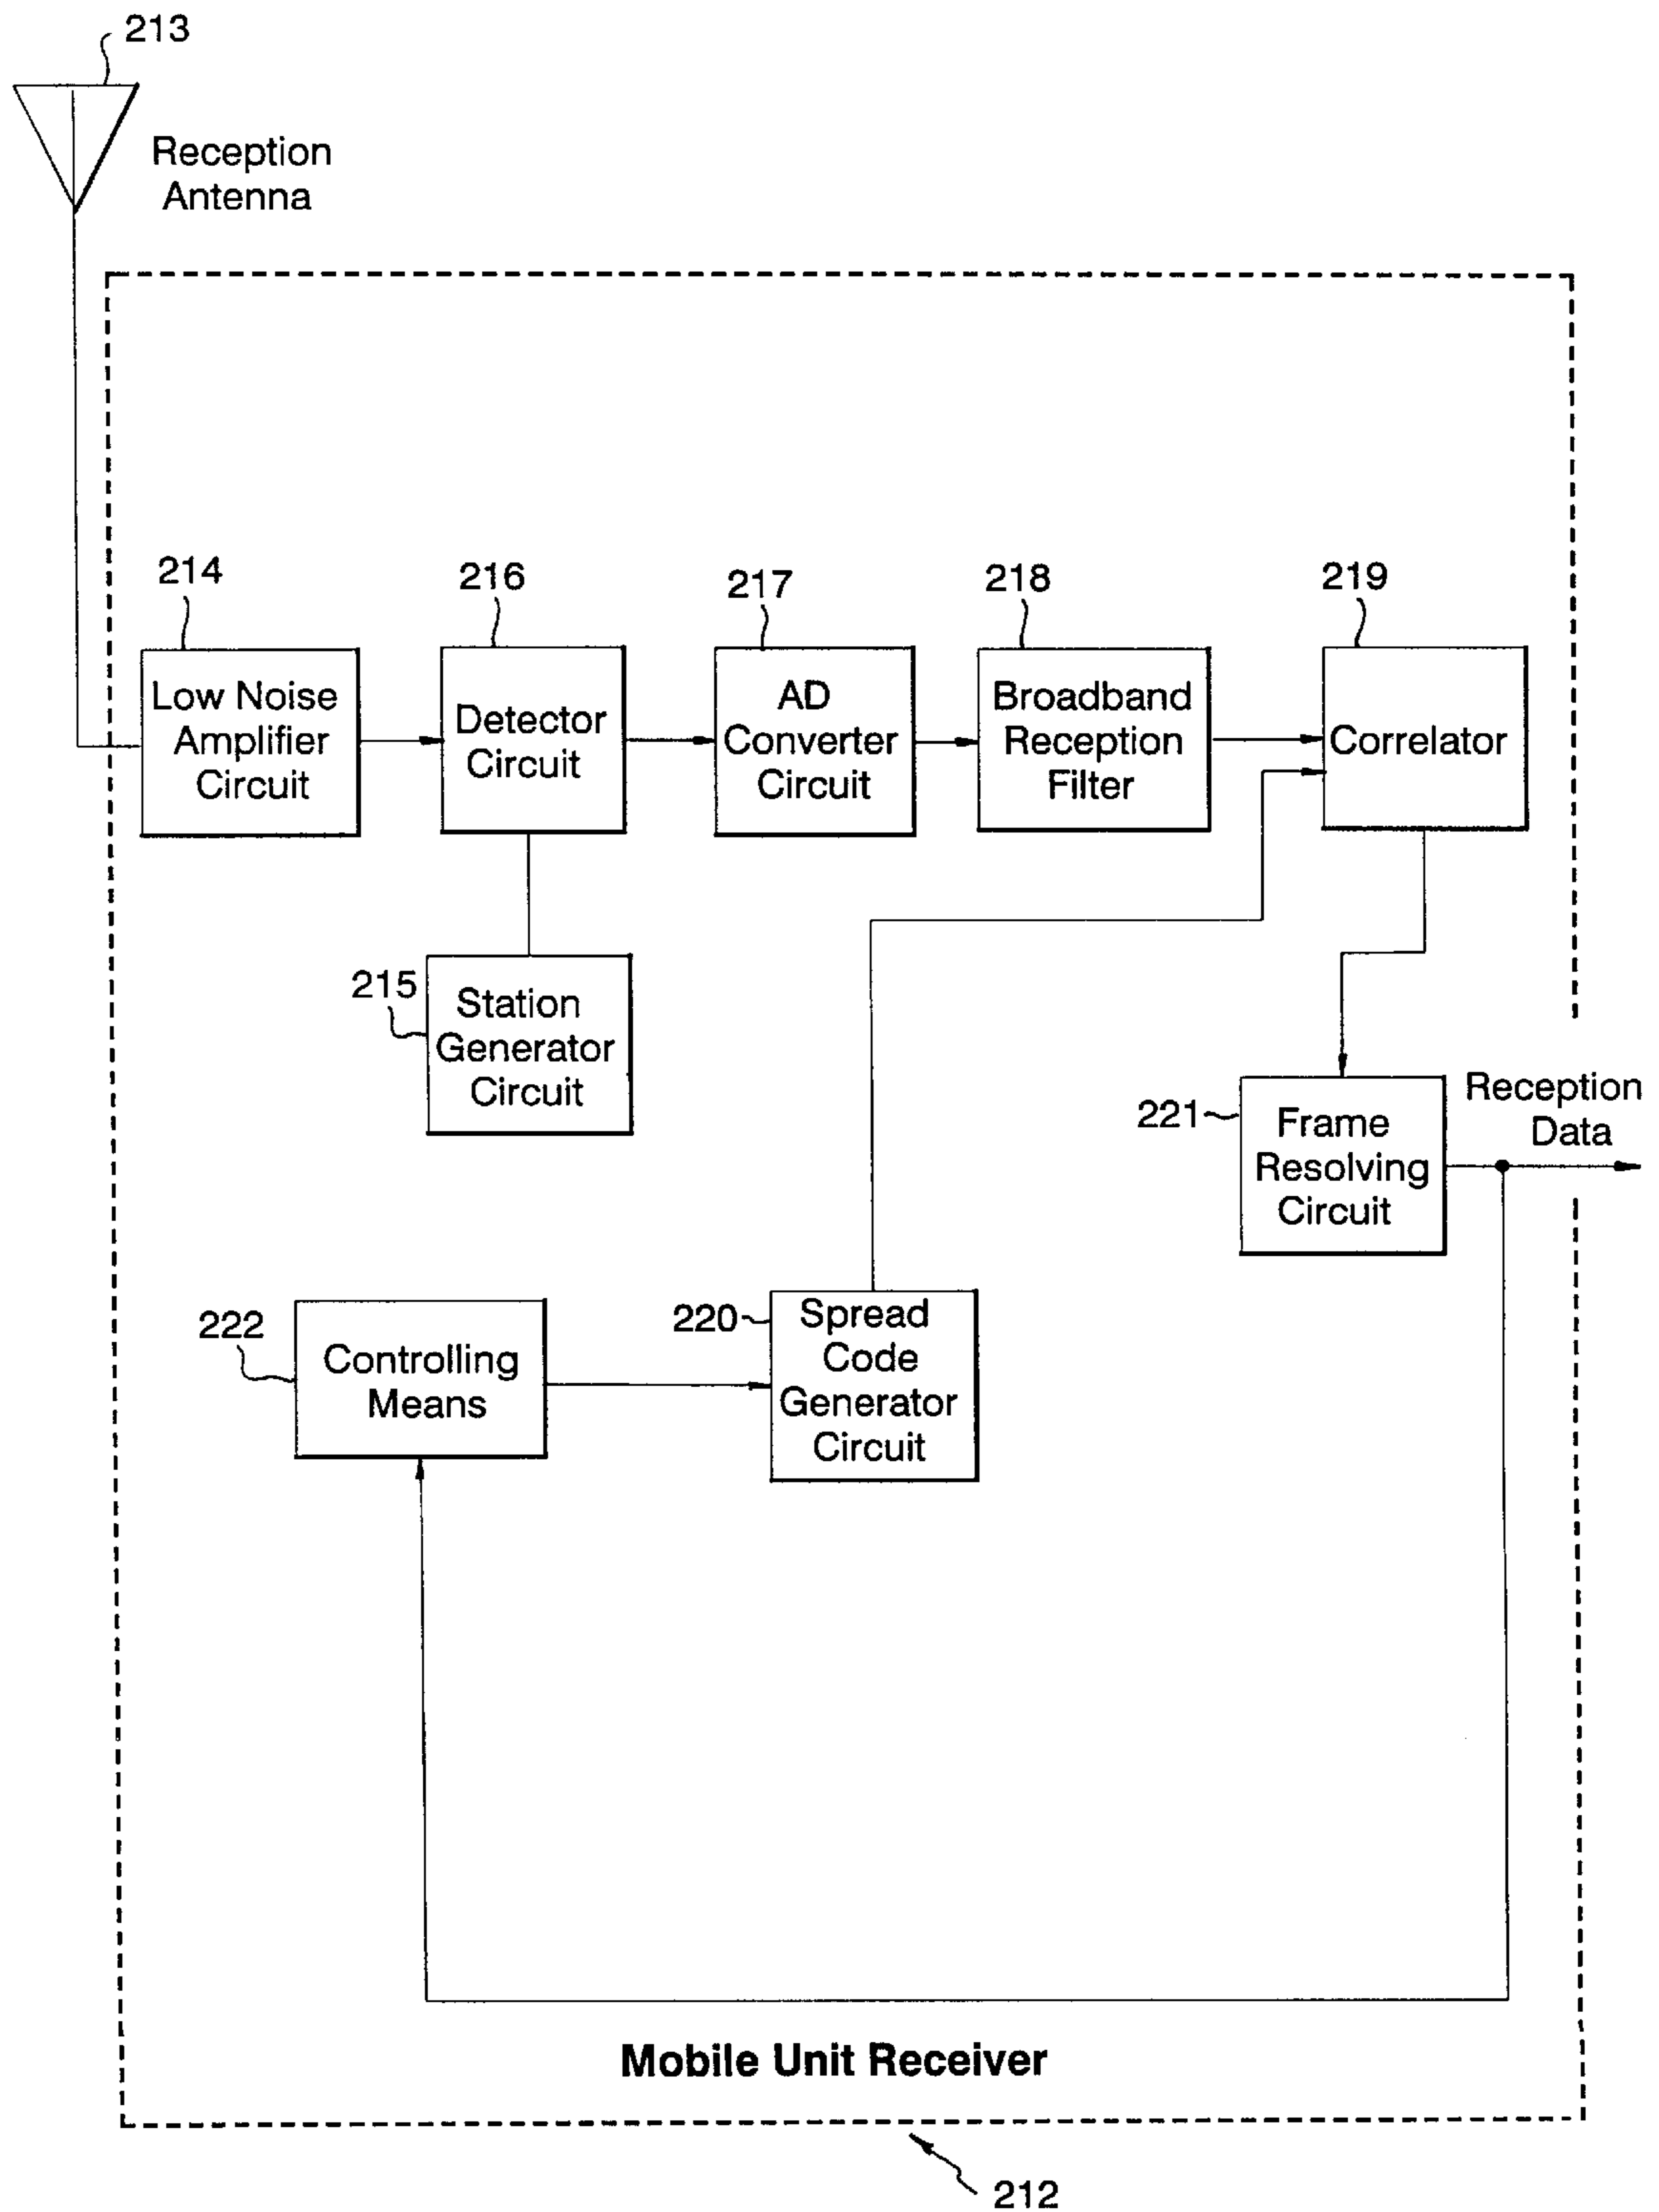 213
Reception
Antenna
214
216
217
218
219
Low Noise
Amplifier
Circuit
Detector
Circuit
AD
Converter
Circuit
Broadband
Reception
Filter
Correlator
215
Station
Generator
Circuit
221
Frame
Resolving
Circuit
Reception
Data
222
Controlling
Means
220
Spread
Code
Generator
Circuit
Mobile Unit Receiver
212